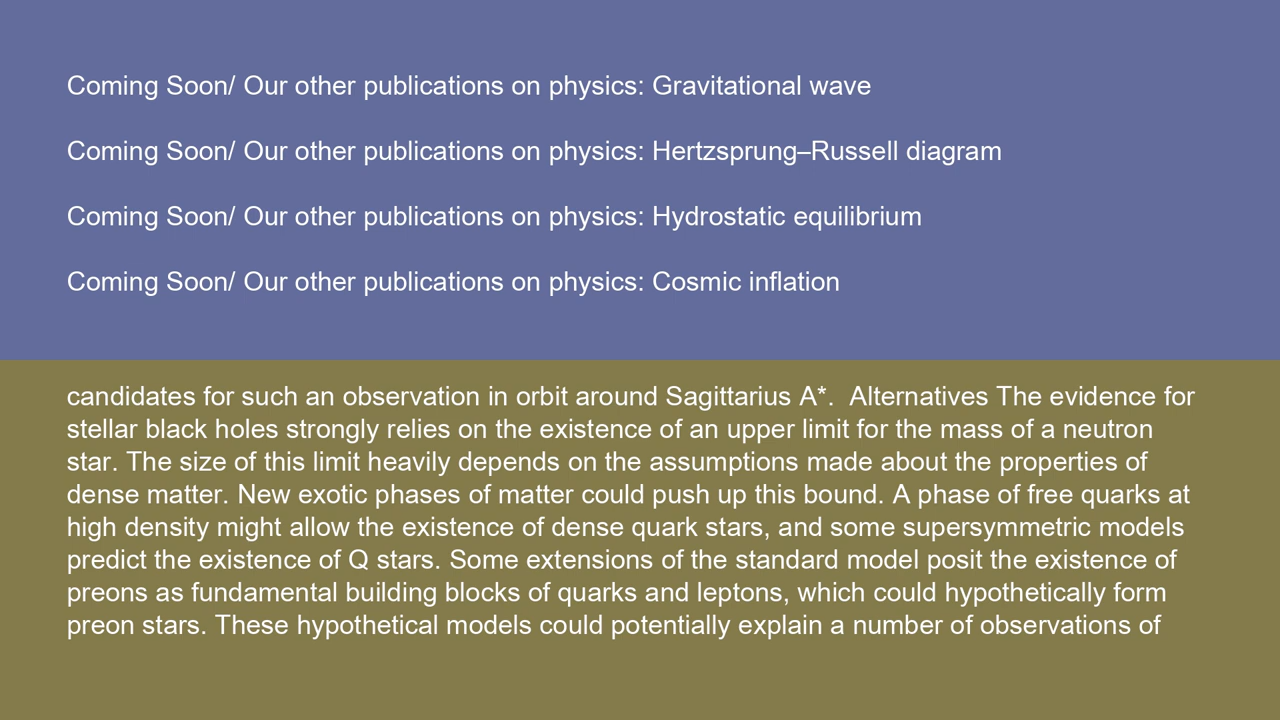 Coming Soon/ Our other publications on physics: Gravitational wave
Coming Soon/ Our other publications on physics: Hertzsprung–Russell diagram
Coming Soon/ Our other publications on physics: Hydrostatic equilibrium
Coming Soon/ Our other publications on physics: Cosmic inflation
candidates for such an observation in orbit around Sagittarius A*.  Alternatives The evidence for
stellar black holes strongly relies on the existence of an upper limit for the mass of a neutron
star. The size of this limit heavily depends on the assumptions made about the properties of
dense matter. New exotic phases of matter could push up this bound. A phase of free quarks at
high density might allow the existence of dense quark stars, and some supersymmetric models
predict the existence of Q stars. Some extensions of the standard model posit the existence of
preons as fundamental building blocks of quarks and leptons, which could hypothetically form
preon stars. These hypothetical models could potentially explain a number of observations of